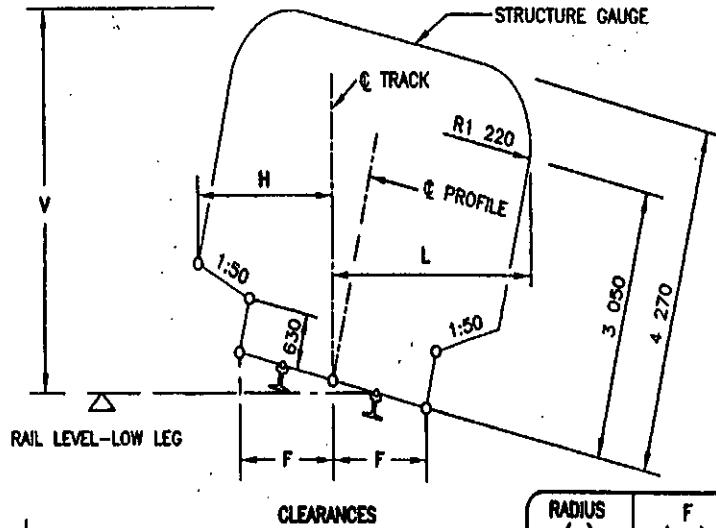 STRUCTURE GAUGE
℄ TRACK
R1 220
H
℄ PROFILE
V
L
1:50
1:50
630
3 050
4 270
RAIL LEVEL-LOW LEG
F
F
CLEARANCES
RADIUS
F